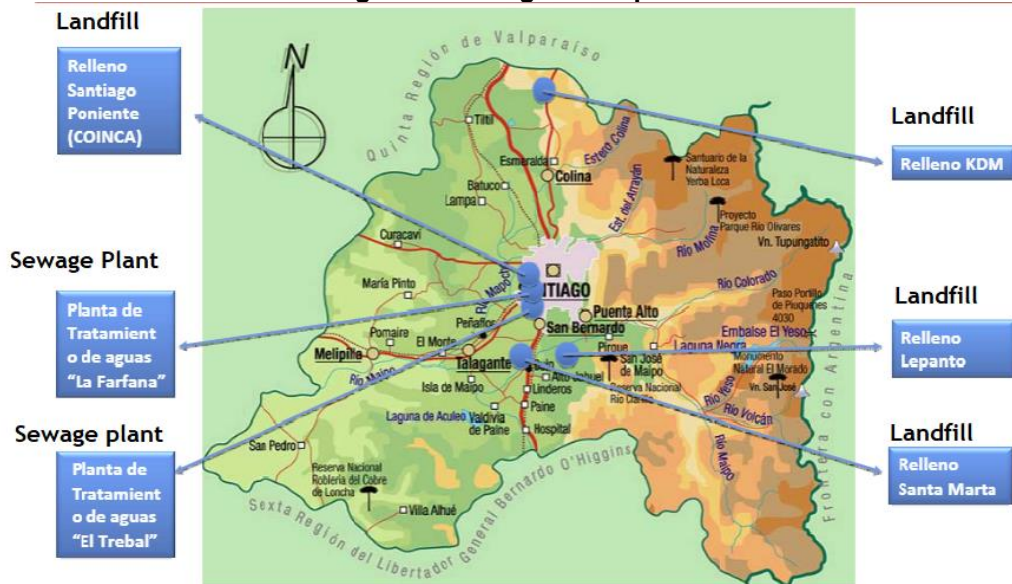 Landfill
Relleno
Santiago
Poniente
(COINCA)
Sewage Plant
Planta de
Tratamient
o de aguas
“La Farfana”
Sewage plant
Planta de
Tratamient
o de aguas
“El Trebal”
N
Quinta Región de Valparaíso
Tiltil
Esmeralda
Estero Colina
Colina
Batuco
Lampa
Est. del Arrayán
Santuario de la
Naturaleza
Yerba Loca
Proyecto
Parque Río Olivares
Río Molina
Vn. Tupungatito
Curacaví
María Pinto
Río Colorado
Paso Portillo
de Piuquenes
4030
Peñaflor
Puente Alto
San Bernardo
Pomaire
El Monte
Melipilla
Talagante
Pirque
Embalse El Yeso
Laguna Negra
San José
de Maipo
Monumento
Natural El Morado
Río Maipo
Isla de Maipo
Alto Jahuel
Linderos
Reserva Nacional
Río Yeso
Vn. San José
Paine
Río Volcán
Laguna de Aculeo
Valdivia
de Paine
Hospital
Río Maipo
San Pedro
Reserva Nacional
Roblería del Cobre
de Loncha
Villa Alhué
Sexta Región del Libertador General Bernardo O'Higgins
Frontera con Argentina
Landfill
Relleno KDM
Landfill
Relleno
Lepanto
Landfill
Relleno
Santa Marta